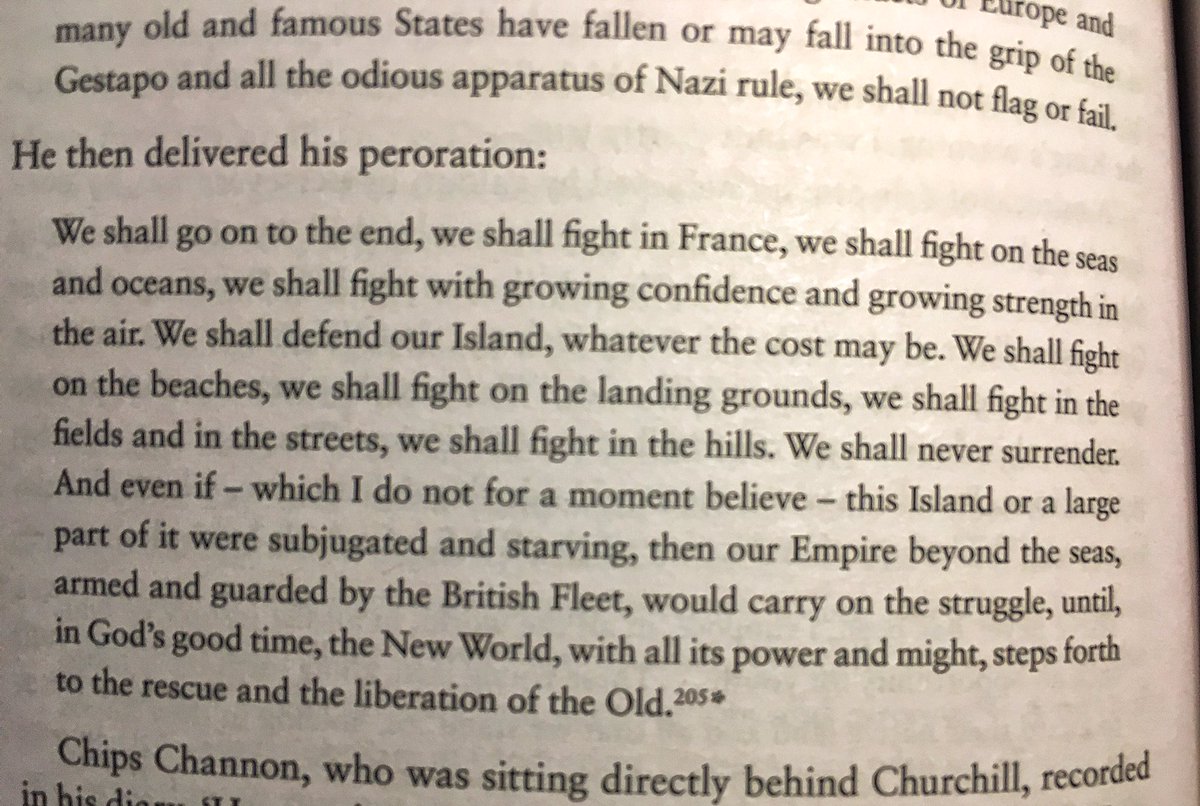 of Europe and
many old and famous States have fallen or may fall into the grip of the
Gestapo and all the odious apparatus of Nazi rule, we shall not flag or fail.
He then delivered his peroration:
We shall go on to the end, we shall fight in France, we shall fight on the seas
and oceans, we shall fight with growing confidence and growing strength in
the air. We shall defend our Island, whatever the cost may be. We shall fight
on the beaches, we shall fight on the landing grounds, we shall fight in the
fields and in the streets, we shall fight in the hills. We shall never surrender.
And even if – which I do not for a moment believe – this Island or a large
part of it were subjugated and starving, then our Empire beyond the seas,
armed and guarded by the British Fleet, would carry on the struggle, until,
in God’s good time, the New World, with all its power and might, steps forth
to the rescue and the liberation of the Old.205*
Chips Channon, who was sitting directly behind Churchill, recorded
in his diary